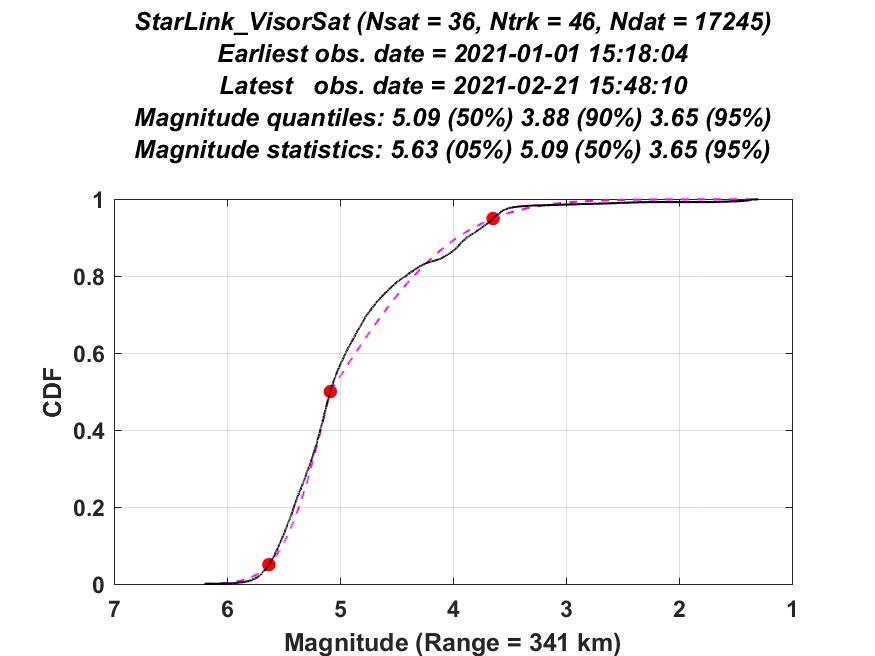 StarLink_VisorSat (Nsat = 36, Ntrk = 46, Ndat = 17245)
Earliest obs. date = 2021-01-01 15:18:04
Latest obs. date = 2021-02-21 15:48:10
Magnitude quantiles: 5.09 (50%) 3.88 (90%) 3.65 (95%)
Magnitude statistics: 5.63 (05%) 5.09 (50%) 3.65 (95%)
1
0.8
0.6
0.4
0.2
0
CDF
7 6 5 4 3 2 1
Magnitude (Range = 341 km)